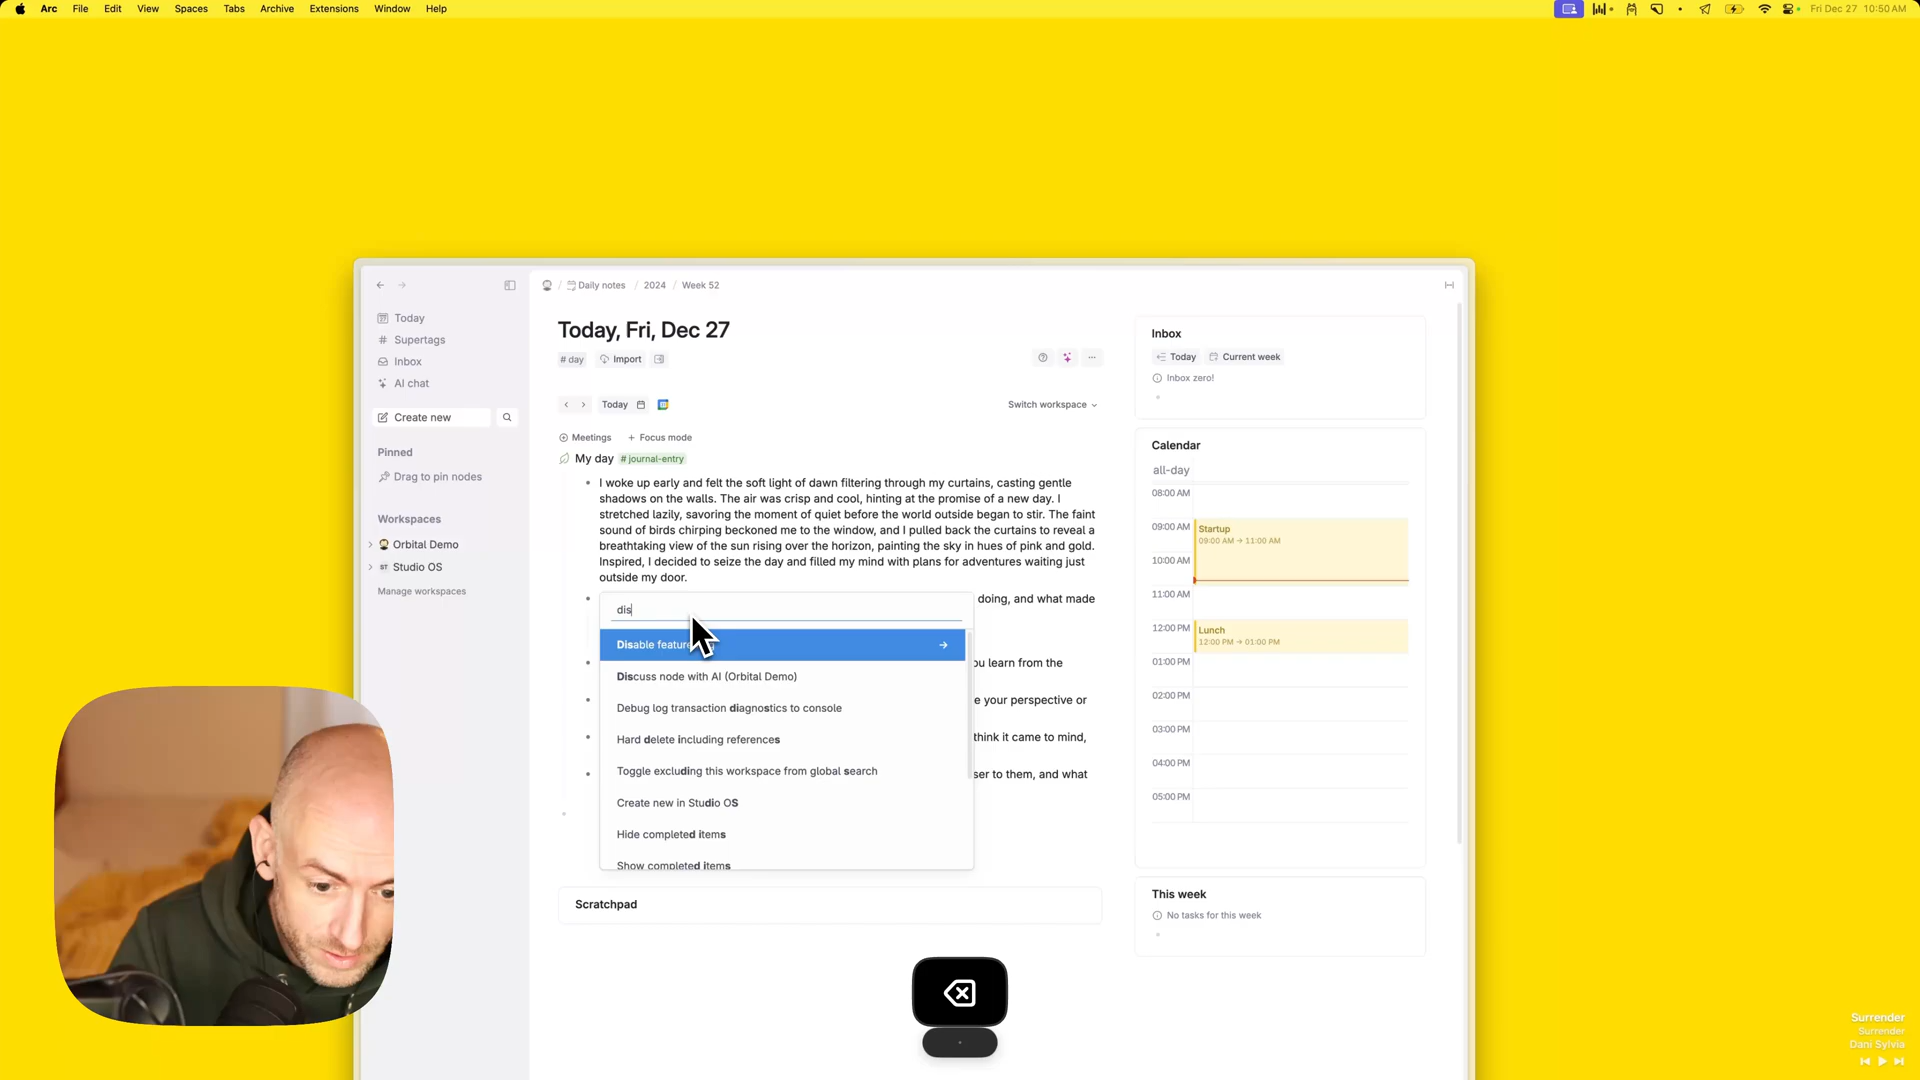 Arc File Edit View Spaces Tabs Archive Extensions Window Help
Fri Dec 27 10:50 AM
Daily notes / 2024 / Week 52
Today
Supertags
Inbox
AI chat
Create new
Pinned
Drag to pin nodes
Workspaces
Orbital Demo
ST Studio OS
Manage workspaces
Today, Fri, Dec 27
# day Import
Today
Switch workspace
Meetings + Focus mode
My day # journal-entry
I woke up early and felt the soft light of dawn filtering through my curtains, casting gentle
shadows on the walls. The air was crisp and cool, hinting at the promise of a new day. I
stretched lazily, savoring the moment of quiet before the world outside began to stir. The faint
sound of birds chirping beckoned me to the window, and I pulled back the curtains to reveal a
breathtaking view of the sun rising over the horizon, painting the sky in hues of pink and gold.
Inspired, I decided to seize the day and filled my mind with plans for adventures waiting just
outside my door.
doing, and what made
dis
Disable feature
Discuss node with AI (Orbital Demo)
ou learn from the
Debug log transaction diagnostics to console
e your perspective or
Hard delete including references
think it came to mind,
Toggle excluding this workspace from global search
ser to them, and what
Create new in Studio OS
Hide completed items
Show completed items
Scratchpad
Inbox
Today Current week
Inbox zero!
Calendar
all-day
08:00 AM
09:00 AM
Startup
09:00 AM → 11:00 AM
10:00 AM
11:00 AM
12:00 PM
Lunch
12:00 PM → 01:00 PM
01:00 PM
02:00 PM
03:00 PM
04:00 PM
05:00 PM
This week
No tasks for this week
Surrender
Surrender
Dani Sylvia